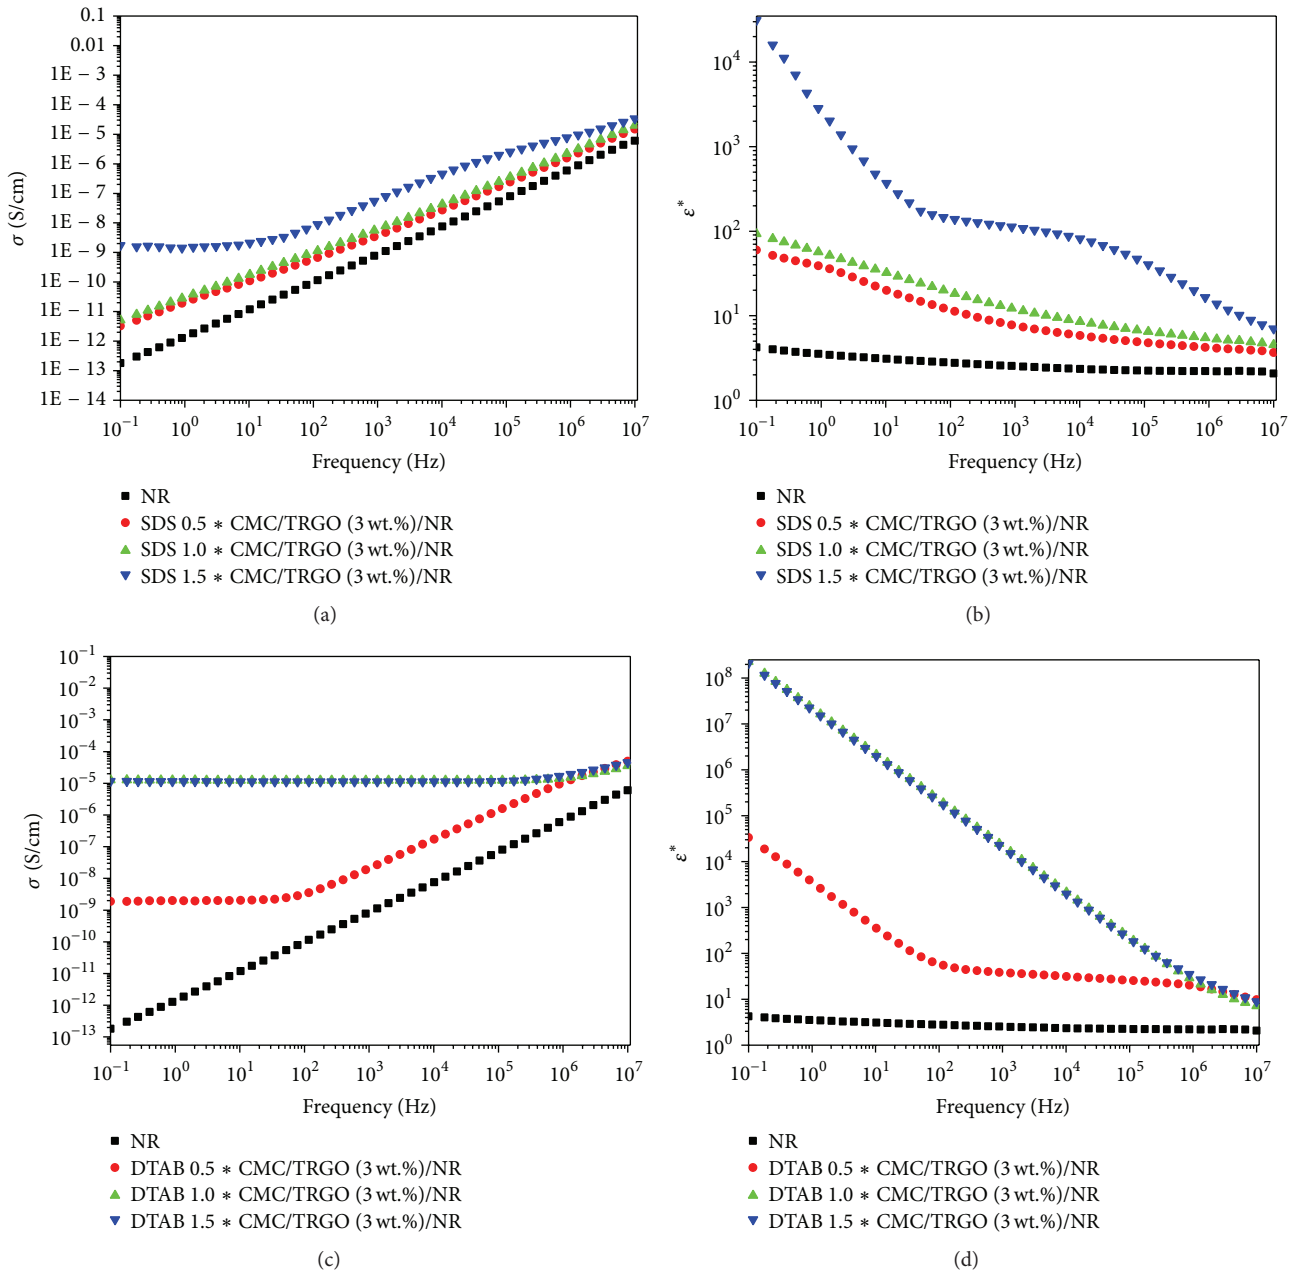 0.1
0.01
1E − 3
1E − 4
1E − 5
1E − 6
1E − 7
1E − 8
1E − 9
1E − 10
1E − 11
1E − 12
1E − 13
1E − 14
σ (S/cm)
10⁻¹ 10⁰ 10¹ 10² 10³ 10⁴ 10⁵ 10⁶ 10⁷
Frequency (Hz)
NR
SDS 0.5 ∗ CMC/TRGO (3 wt.%)/NR
SDS 1.0 ∗ CMC/TRGO (3 wt.%)/NR
SDS 1.5 ∗ CMC/TRGO (3 wt.%)/NR
(a)
10⁴
10³
10²
10¹
10⁰
ε*
10⁻¹ 10⁰ 10¹ 10² 10³ 10⁴ 10⁵ 10⁶ 10⁷
Frequency (Hz)
NR
SDS 0.5 ∗ CMC/TRGO (3 wt.%)/NR
SDS 1.0 ∗ CMC/TRGO (3 wt.%)/NR
SDS 1.5 ∗ CMC/TRGO (3 wt.%)/NR
(b)
10⁻¹
10⁻²
10⁻³
10⁻⁴
10⁻⁵
10⁻⁶
10⁻⁷
10⁻⁸
10⁻⁹
10⁻¹⁰
10⁻¹¹
10⁻¹²
10⁻¹³
σ (S/cm)
10⁻¹ 10⁰ 10¹ 10² 10³ 10⁴ 10⁵ 10⁶ 10⁷
Frequency (Hz)
NR
DTAB 0.5 ∗ CMC/TRGO (3 wt.%)/NR
DTAB 1.0 ∗ CMC/TRGO (3 wt.%)/NR
DTAB 1.5 ∗ CMC/TRGO (3 wt.%)/NR
(c)
10⁸
10⁷
10⁶
10⁵
10⁴
10³
10²
10¹
10⁰
ε*
10⁻¹ 10⁰ 10¹ 10² 10³ 10⁴ 10⁵ 10⁶ 10⁷
Frequency (Hz)
NR
DTAB 0.5 ∗ CMC/TRGO (3 wt.%)/NR
DTAB 1.0 ∗ CMC/TRGO (3 wt.%)/NR
DTAB 1.5 ∗ CMC/TRGO (3 wt.%)/NR
(d)